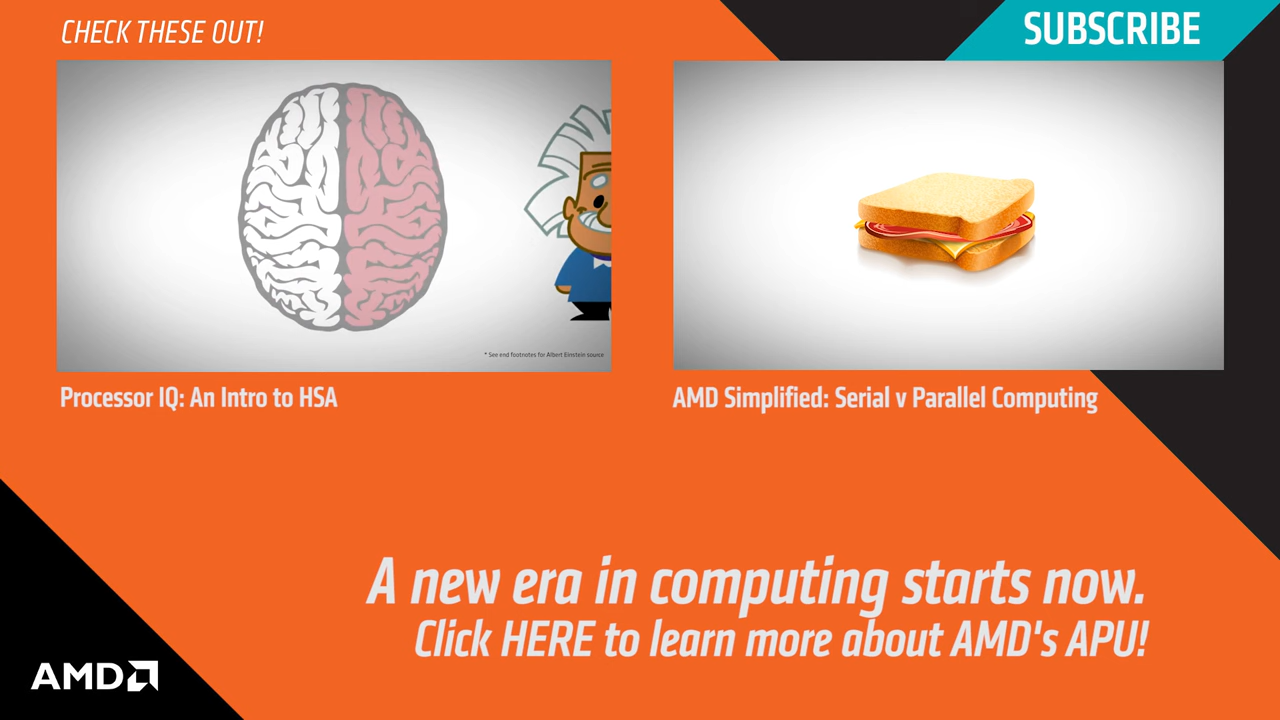 CHECK THESE OUT!
SUBSCRIBE
* See end footnotes for Albert Einstein source
Processor IQ: An Intro to HSA
AMD Simplified: Serial v Parallel Computing
A new era in computing starts now.
Click HERE to learn more about AMD's APU!
AMD